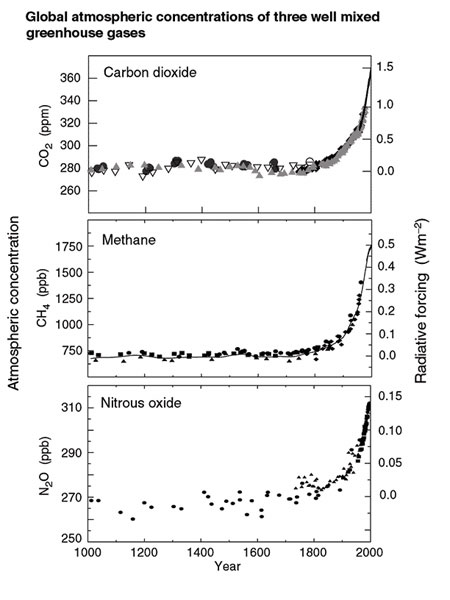 Global atmospheric concentrations of three well mixed
greenhouse gases
Carbon dioxide
CO2 (ppm)
360
340
320
300
280
260
1.5
1.0
0.5
0.0
Methane
CH4 (ppb)
1750
1500
1250
1000
750
0.5
0.4
0.3
0.2
0.1
0.0
Atmospheric concentration
Radiative forcing (Wm−2)
Nitrous oxide
N2O (ppb)
310
290
270
250
0.15
0.10
0.05
0.0
1000 1200 1400 1600 1800 2000
Year